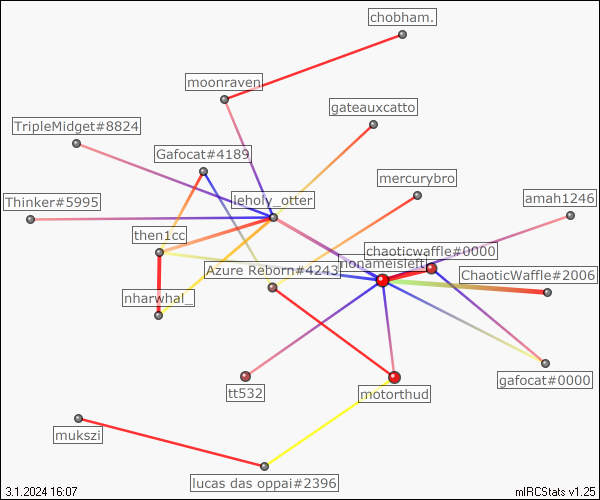 chobham.
moonraven
gateauxcatto
TripleMidget#8824
Gafocat#4189
mercurybro
Thinker#5995
leholy_otter
amah1246
then1cc
chaoticwaffle#0000
nonameisleft
Azure Reborn#4243
ChaoticWaffle#2006
nharwhal_
gafocat#0000
tt532
motorthud
mukszi
lucas das oppai#2396
3.1.2024 16:07
mIRCStats v1.25